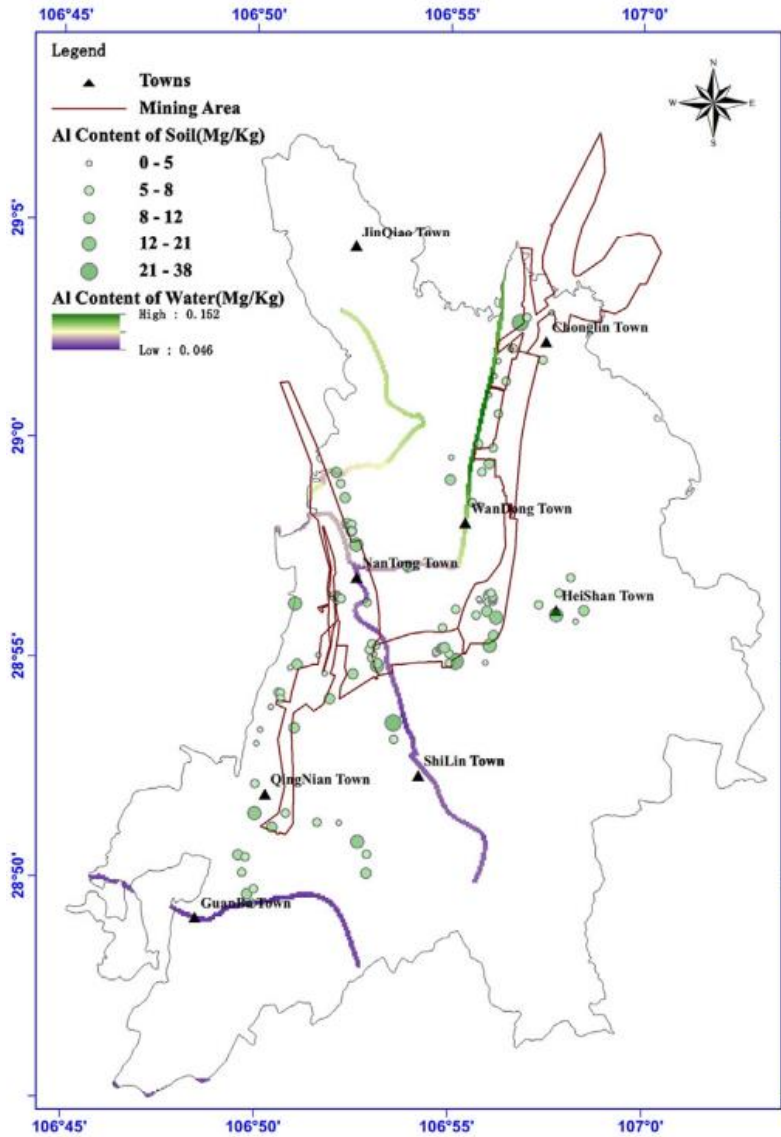 106°45' 106°50' 106°55' 107°0'
Legend
Towns
Mining Area
Al Content of Soil(Mg/Kg)
0 - 5
5 - 8
8 - 12
12 - 21
21 - 38
Al Content of Water(Mg/Kg)
High : 0.152
Low : 0.046
N
W E
S
29°5'
JinQiao Town
Chonglin Town
29°0'
WanDong Town
NanTong Town
HeiShan Town
28°55'
ShiLin Town
QingNian Town
28°50'
GuanBa Town
106°45' 106°50' 106°55' 107°0'